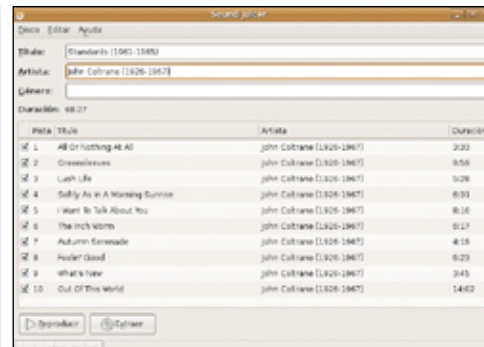 Sound Juicer
Disco Editar Ayuda
Título: Standards (1961-1965)
Artista: John Coltrane (1926-1967)
Género:
Duración: 68:27
Pista Título Artista Duración
1 All Or Nothing At All John Coltrane (1926-1967) 3:33
2 Greensleeves John Coltrane (1926-1967) 9:59
3 Lush Life John Coltrane (1926-1967) 5:28
4 Softly As In A Morning Sunrise John Coltrane (1926-1967) 6:31
5 I Want To Talk About You John Coltrane (1926-1967) 8:16
6 The Inch Worm John Coltrane (1926-1967) 6:17
7 Autumn Serenade John Coltrane (1926-1967) 4:19
8 Feelin' Good John Coltrane (1926-1967) 6:23
9 What's New John Coltrane (1926-1967) 3:45
10 Out Of This World John Coltrane (1926-1967) 14:02
Reproducir Extraer